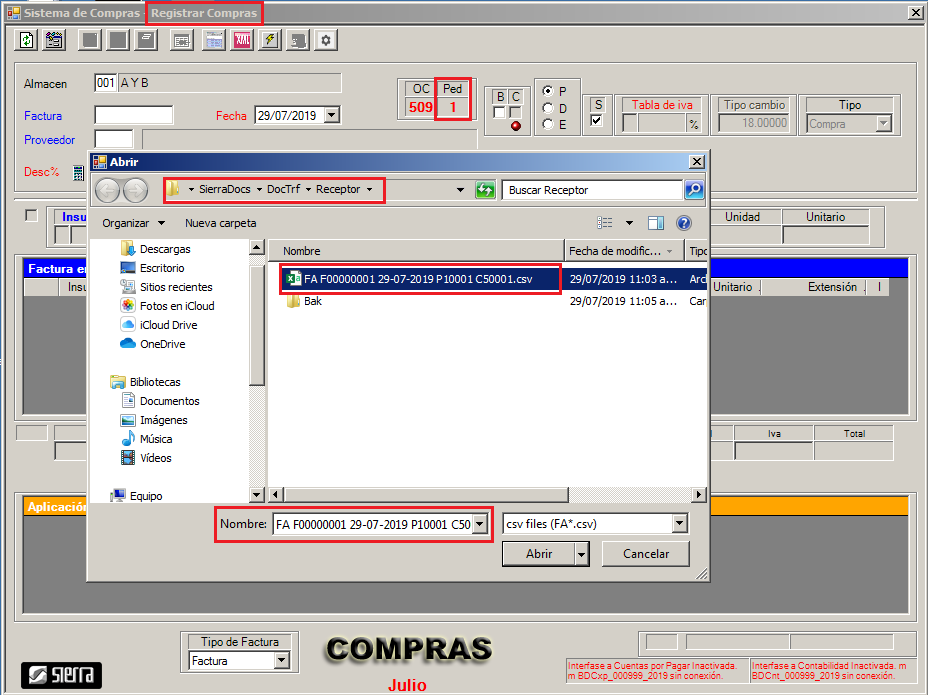 Sistema de Compras - Registrar Compras
XML
Almacen 001 A Y B
OC Ped
509 1
B C
P
D
E
S
Tabla de iva
%
Tipo cambio
18.00000
Tipo
Compra
Factura
Fecha 29/07/2019
Proveedor
Desc%
Abrir
SierraDocs DocTrf Receptor
Buscar Receptor
Organizar Nueva carpeta
Insu
Unidad Unitario
Descargas
Escritorio
Sitios recientes
Fotos en iCloud
iCloud Drive
OneDrive
Bibliotecas
Documentos
Imágenes
Música
Vídeos
Equipo
Nombre Fecha de modific... Tipo
FA F00000001 29-07-2019 P10001 C50001.csv 29/07/2019 11:03 a... Arc
Bak 29/07/2019 11:05 a... Car
Factura en
Insu
Unitario Extensión I
Iva Total
Aplicación
Nombre: FA F00000001 29-07-2019 P10001 C50 csv files (FA*.csv)
Abrir Cancelar
Tipo de Factura
Factura
COMPRAS
Julio
sierra
Interfase a Cuentas por Pagar Inactivada.
m BDCxp_000999_2019 sin conexión.
Interfase a Contabilidad Inactivada. m
BDCnt_000999_2019 sin conexión.